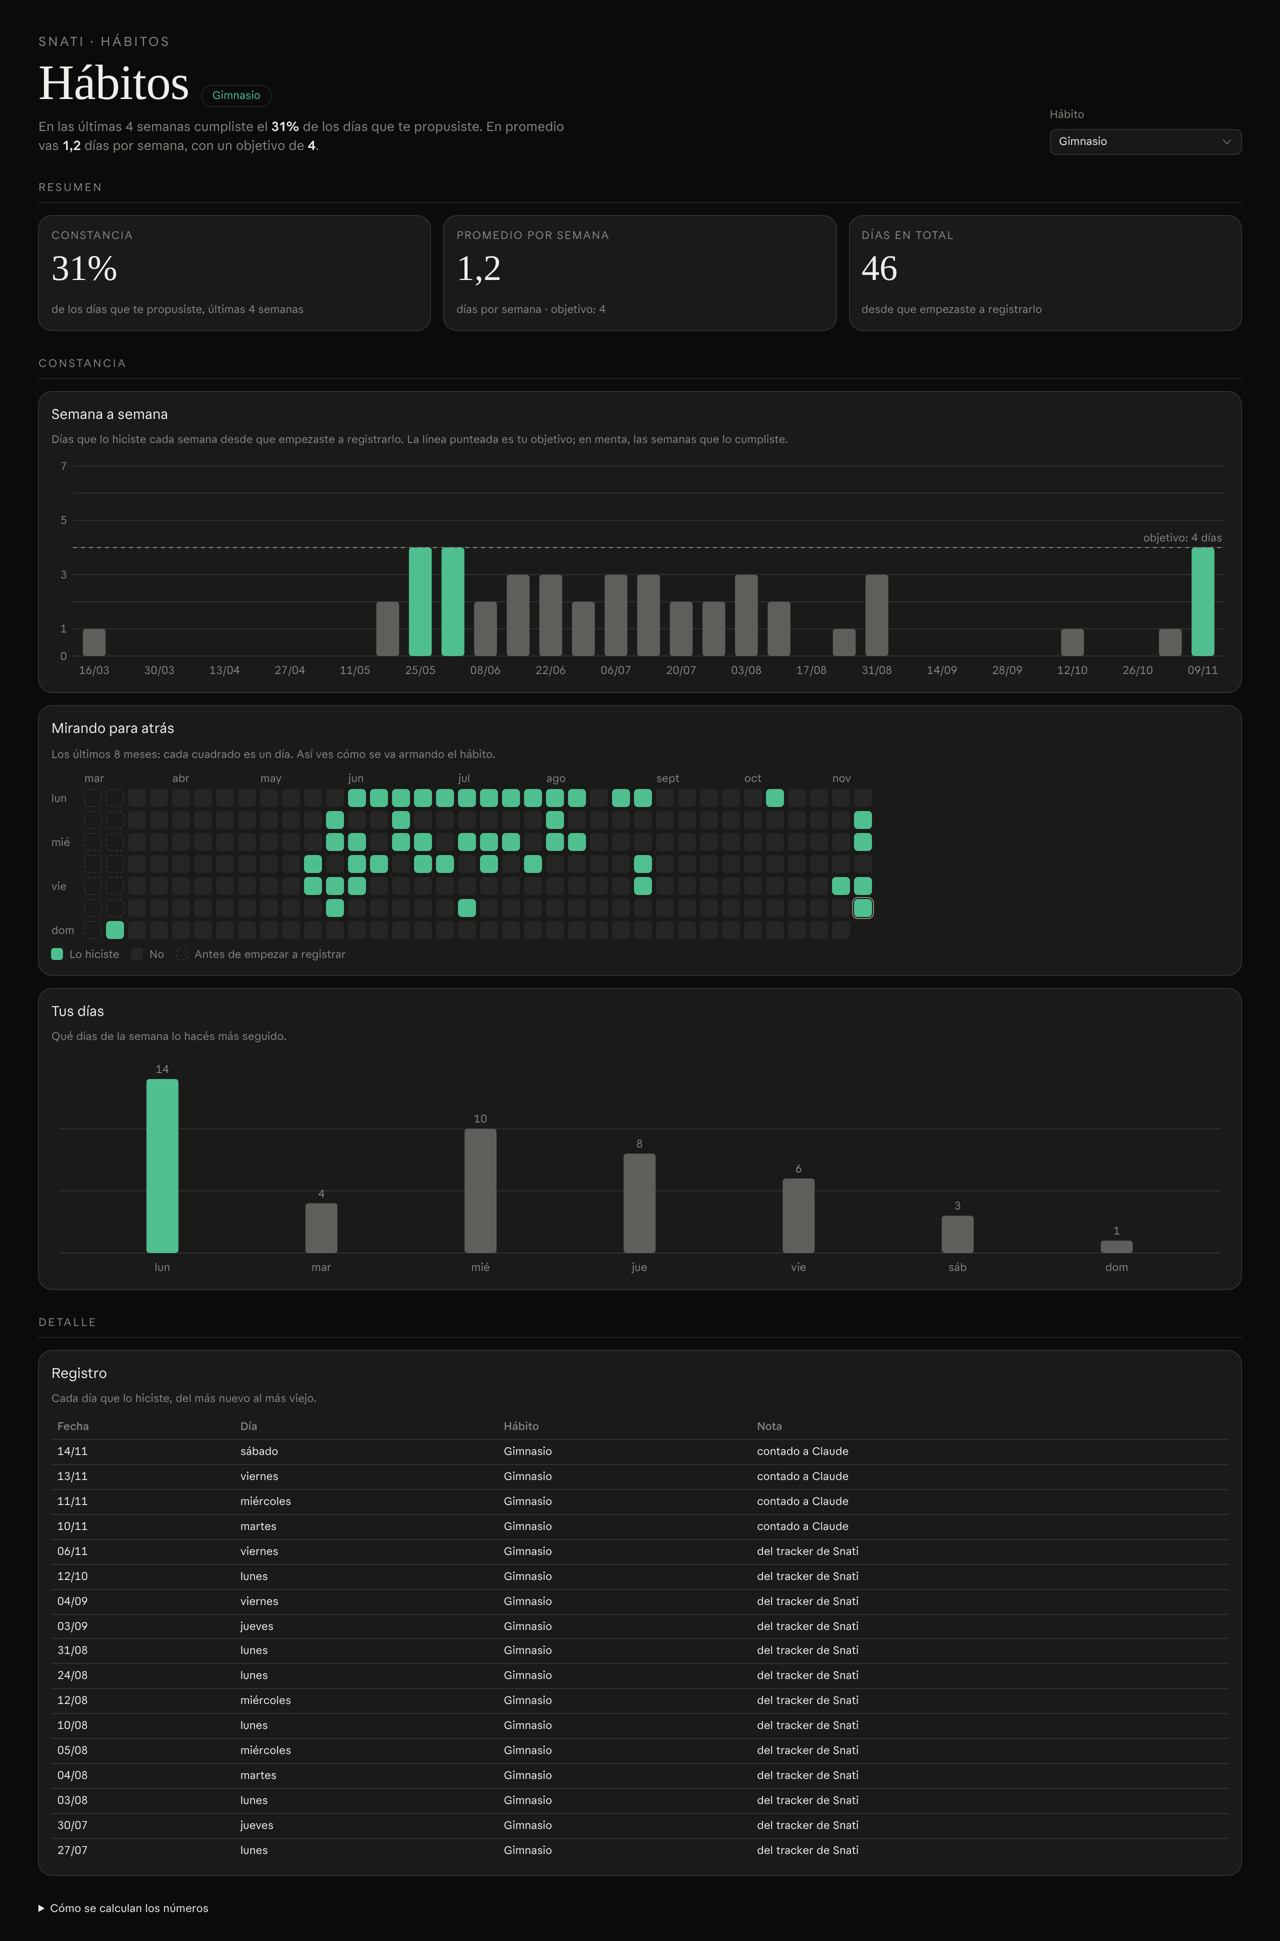 SNATI · HÁBITOS
Hábitos
Gimnasio
En las últimas 4 semanas cumpliste el 31% de los días que te propusiste. En promedio
vas 1,2 días por semana, con un objetivo de 4.
Hábito
Gimnasio
RESUMEN
CONSTANCIA
31%
de los días que te propusiste, últimas 4 semanas
PROMEDIO POR SEMANA
1,2
días por semana · objetivo: 4
DÍAS EN TOTAL
46
desde que empezaste a registrarlo
CONSTANCIA
Semana a semana
Días que lo hiciste cada semana desde que empezaste a registrarlo. La línea punteada es tu objetivo; en menta, las semanas que lo cumpliste.
7
5
objetivo: 4 días
3
1
0
16/03 30/03 13/04 27/04 11/05 25/05 08/06 22/06 06/07 20/07 03/08 17/08 31/08 14/09 28/09 12/10 26/10 09/11
Mirando para atrás
Los últimos 8 meses: cada cuadrado es un día. Así ves cómo se va armando el hábito.
mar abr may jun jul ago sept oct nov
lun
mié
vie
dom
Lo hiciste No Antes de empezar a registrar
Tus días
Qué días de la semana lo hacés más seguido.
14 4 10 8 6 3 1
lun mar mié jue vie sáb dom
DETALLE
Registro
Cada día que lo hiciste, del más nuevo al más viejo.
Fecha Día Hábito Nota
14/11 sábado Gimnasio contado a Claude
13/11 viernes Gimnasio contado a Claude
11/11 miércoles Gimnasio contado a Claude
10/11 martes Gimnasio contado a Claude
06/11 viernes Gimnasio del tracker de Snati
12/10 lunes Gimnasio del tracker de Snati
04/09 viernes Gimnasio del tracker de Snati
03/09 jueves Gimnasio del tracker de Snati
31/08 lunes Gimnasio del tracker de Snati
24/08 lunes Gimnasio del tracker de Snati
12/08 miércoles Gimnasio del tracker de Snati
10/08 lunes Gimnasio del tracker de Snati
05/08 miércoles Gimnasio del tracker de Snati
04/08 martes Gimnasio del tracker de Snati
03/08 lunes Gimnasio del tracker de Snati
30/07 jueves Gimnasio del tracker de Snati
27/07 lunes Gimnasio del tracker de Snati
Cómo se calculan los números